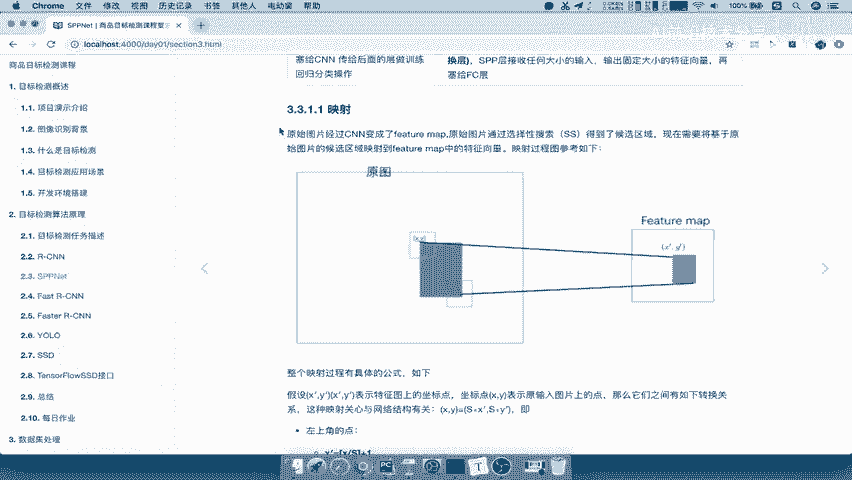 Chrome 文件 修改 视图 历史记录 书签 其他人 电动窗 帮助
100%
SPPNet | 商品目标检测课程
localhost:4000/day01/section3.html
商品目标检测课程
1. 目标检测概述
1.1. 项目演示介绍
1.2. 图像识别背景
1.3. 什么是目标检测
1.4. 目标检测应用场景
1.5. 开发环境搭建
2. 目标检测算法原理
2.1. 目标检测任务描述
2.2. R-CNN
2.3. SPPNet
2.4. Fast R-CNN
2.5. Faster R-CNN
2.6. YOLO
2.7. SSD
2.8. TensorFlowSSD接口
2.9. 总结
2.10. 每日作业
3. 数据集处理
塞给CNN 传给后面的层做训练
回归分类操作
换层)，SPP层接收任何大小的输入，输出固定大小的特征向量，再
塞给FC层
3.3.1.1 映射
原始图片经过CNN变成了feature map,原始图片通过选择性搜索（SS）得到了候选区域，现在需要将基于原
始图片的候选区域映射到feature map中的特征向量。映射过程图参考如下：
原图
(x,y)
Feature map
(x', y')
整个映射过程有具体的公式，如下
假设(x′,y′)(x′,y′)表示特征图上的坐标点，坐标点(x,y)表示原输入图片上的点，那么它们之间有如下转换关
系，这种映射关心与网络结构有关：(x,y)=(S∗x′,S∗y′)，即
• 左上角的点：
x′=[x/S]+1